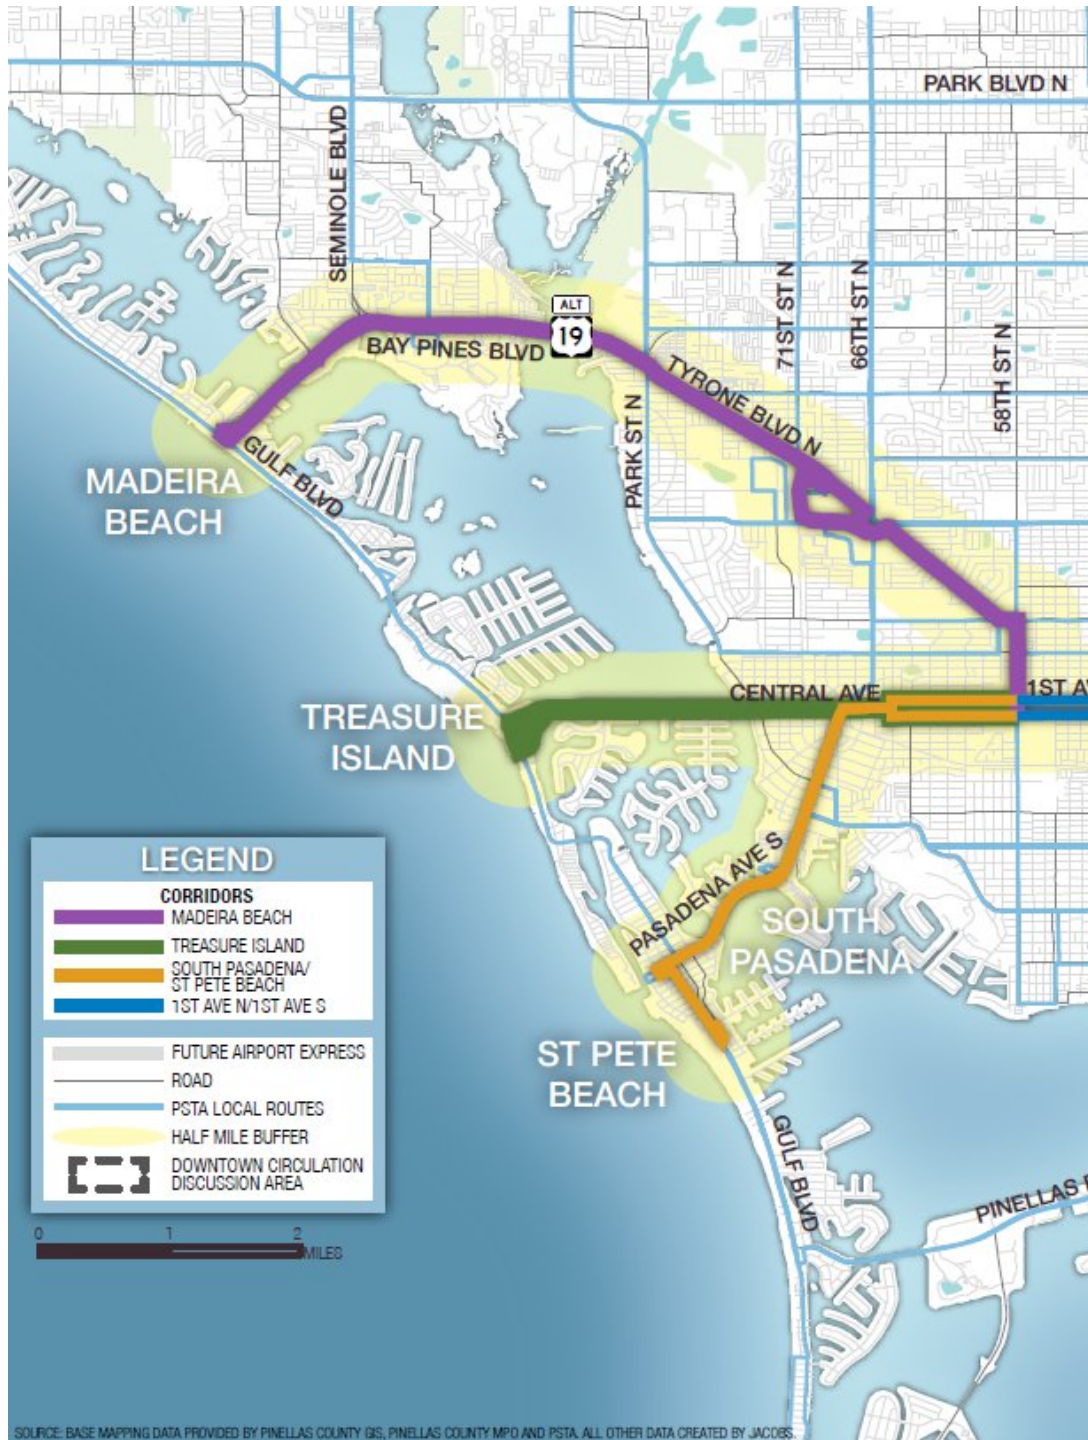 PARK BLVD N
SEMINOLE BLVD
ALT
19
BAY PINES BLVD
71ST ST N
66TH ST N
58TH ST N
TYRONE BLVD N
PARK ST N
GULF BLVD
MADEIRA
BEACH
CENTRAL AVE
1ST AV
TREASURE
ISLAND
PASADENA AVE S
SOUTH
PASADENA
ST PETE
BEACH
GULF BLVD
PINELLAS
LEGEND
CORRIDORS
MADEIRA BEACH
TREASURE ISLAND
SOUTH PASADENA/
ST PETE BEACH
1ST AVE N/1ST AVE S
FUTURE AIRPORT EXPRESS
ROAD
PSTA LOCAL ROUTES
HALF MILE BUFFER
DOWNTOWN CIRCULATION
DISCUSSION AREA
0 1 2
MILES
SOURCE: BASE MAPPING DATA PROVIDED BY PINELLAS COUNTY GIS, PINELLAS COUNTY MPO AND PSTA. ALL OTHER DATA CREATED BY JACOBS.